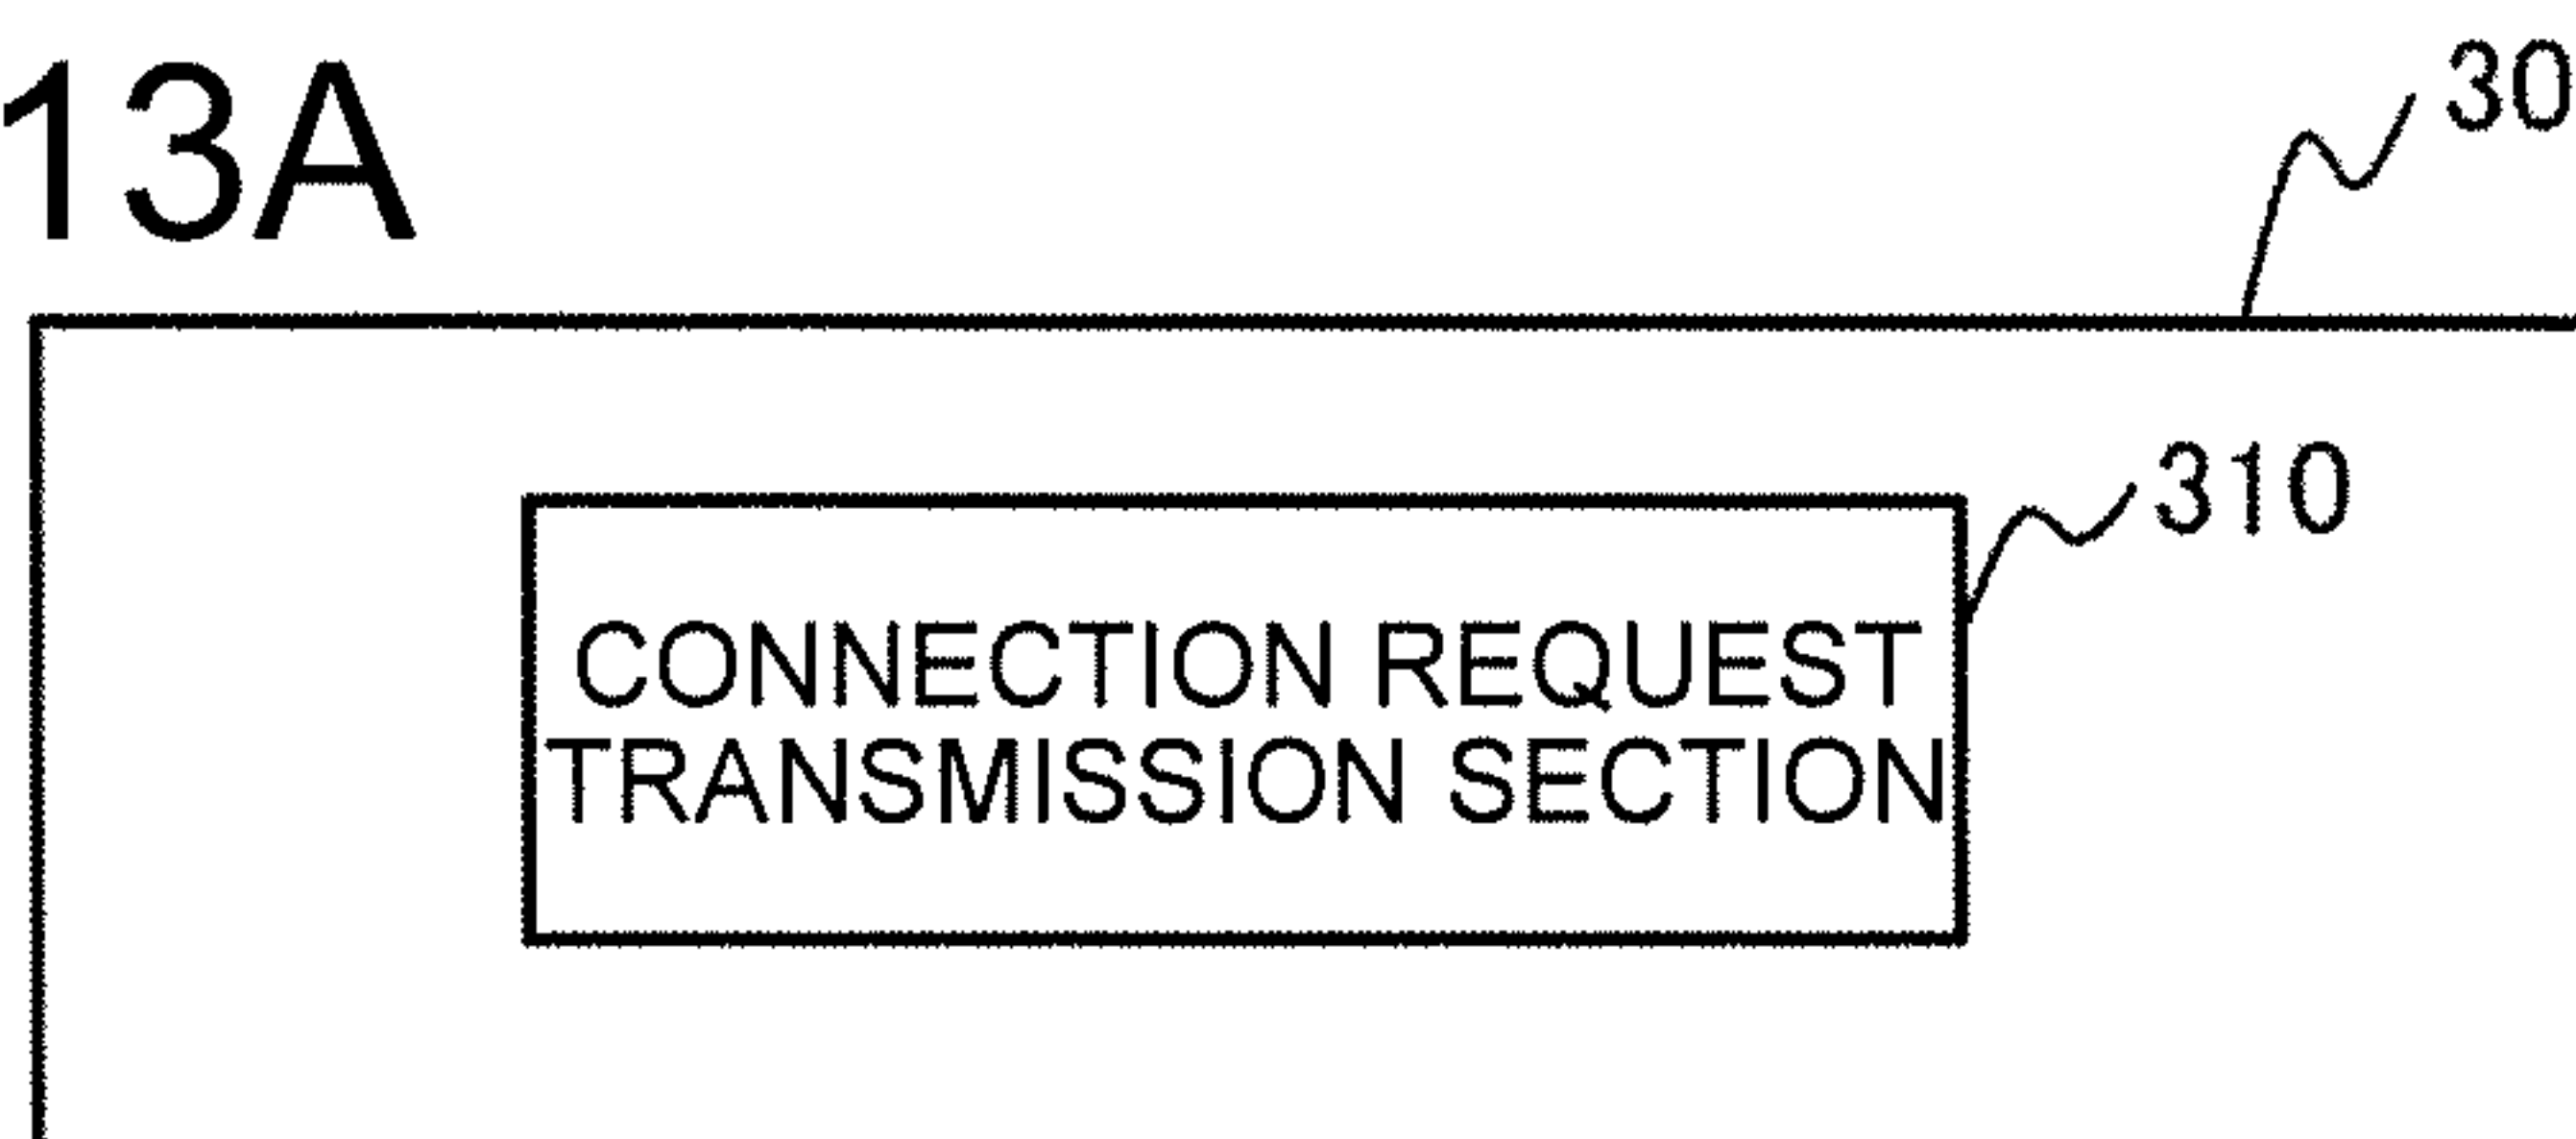 13A
30
310
CONNECTION REQUEST
TRANSMISSION SECTION